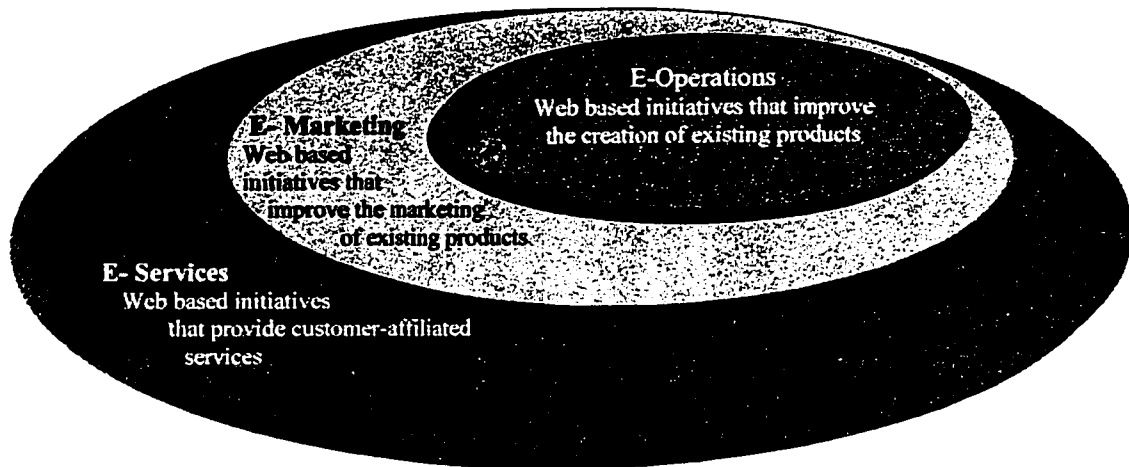 E-Operations
Web based initiatives that improve
the creation of existing products
E- Marketing
Web based
initiatives that
improve the marketing
of existing products
E- Services
Web based initiatives
that provide customer-affiliated
services